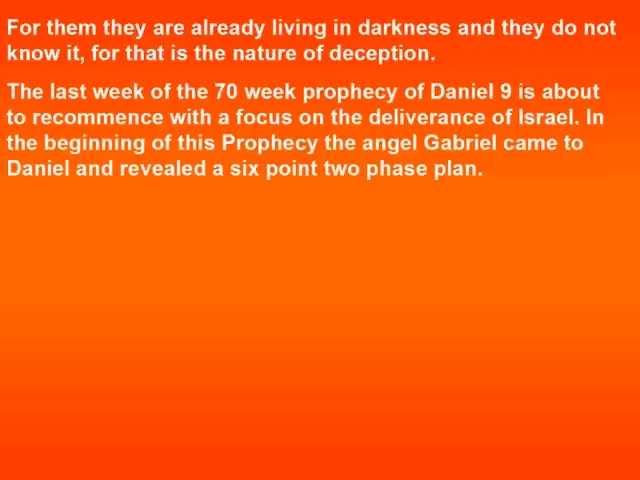 For them they are already living in darkness and they do not
know it, for that is the nature of deception.
The last week of the 70 week prophecy of Daniel 9 is about
to recommence with a focus on the deliverance of Israel. In
the beginning of this Prophecy the angel Gabriel came to
Daniel and revealed a six point two phase plan.